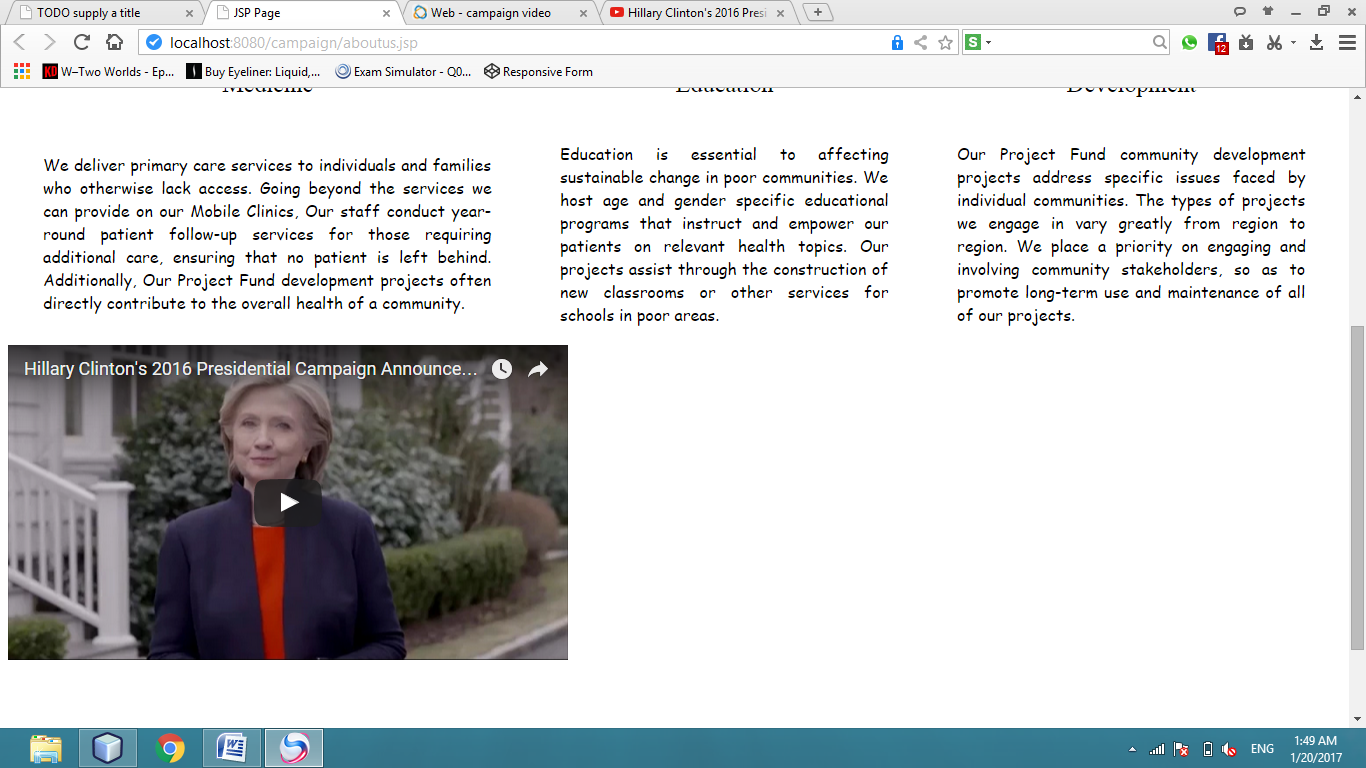 TODO supply a title
JSP Page
Web - campaign video
Hillary Clinton's 2016 Presi
localhost:8080/campaign/aboutus.jsp
S
12
W–Two Worlds - Ep...
Buy Eyeliner: Liquid,...
Exam Simulator - Q0...
Responsive Form
Medicine
Education
Development
We deliver primary care services to individuals and families
who otherwise lack access. Going beyond the services we
can provide on our Mobile Clinics, Our staff conduct year-
round patient follow-up services for those requiring
additional care, ensuring that no patient is left behind.
Additionally, Our Project Fund development projects often
directly contribute to the overall health of a community.
Education is essential to affecting
sustainable change in poor communities. We
host age and gender specific educational
programs that instruct and empower our
patients on relevant health topics. Our
projects assist through the construction of
new classrooms or other services for
schools in poor areas.
Our Project Fund community development
projects address specific issues faced by
individual communities. The types of projects
we engage in vary greatly from region to
region. We place a priority on engaging and
involving community stakeholders, so as to
promote long-term use and maintenance of all
of our projects.
Hillary Clinton's 2016 Presidential Campaign Announce...
ENG
1:49 AM
1/20/2017